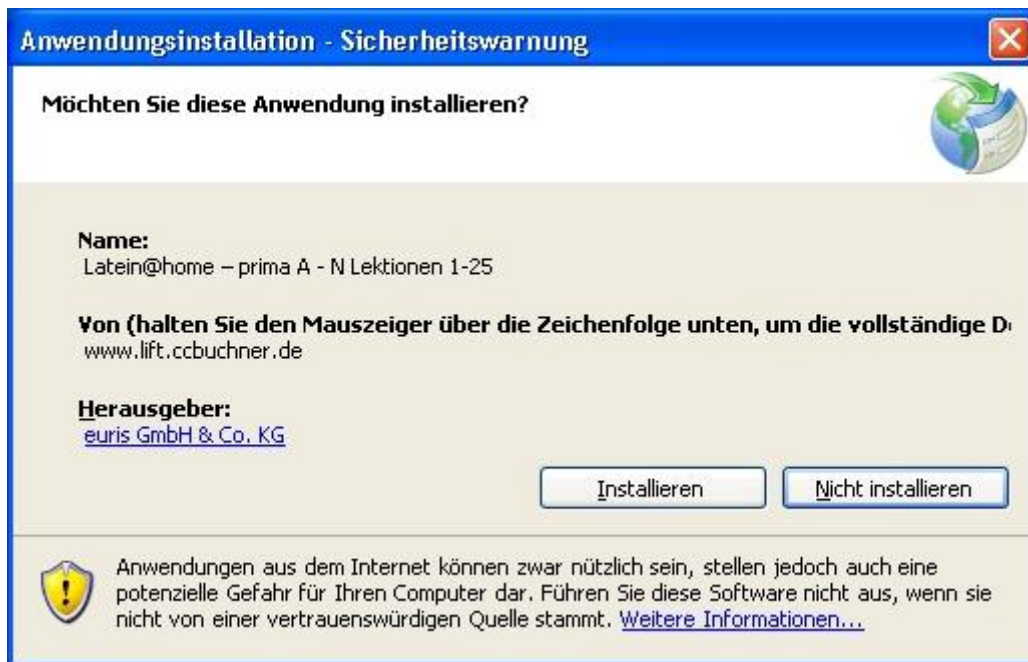 Anwendungsinstallation - Sicherheitswarnung
Möchten Sie diese Anwendung installieren?
Name:
Latein@home – prima A - N Lektionen 1-25
Von (halten Sie den Mauszeiger über die Zeichenfolge unten, um die vollständige D
www.lift.ccbuchner.de
Herausgeber:
euris GmbH & Co. KG
Installieren
Nicht installieren
Anwendungen aus dem Internet können zwar nützlich sein, stellen jedoch auch eine
potenzielle Gefahr für Ihren Computer dar. Führen Sie diese Software nicht aus, wenn sie
nicht von einer vertrauenswürdigen Quelle stammt. Weitere Informationen...